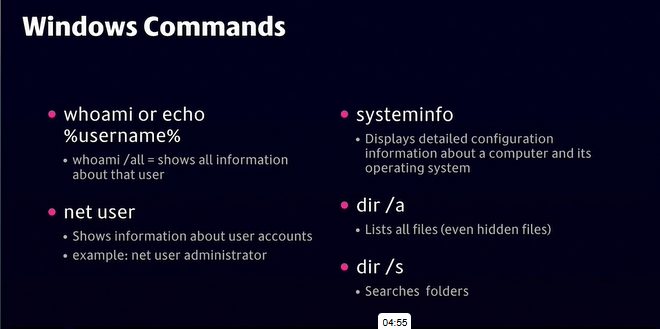 Windows Commands
• whoami or echo
%username%
• whoami /all = shows all information
about that user
• net user
• Shows information about user accounts
• example: net user administrator
• systeminfo
• Displays detailed configuration
information about a computer and its
operating system
• dir /a
• Lists all files (even hidden files)
• dir /s
• Searches folders
04:55